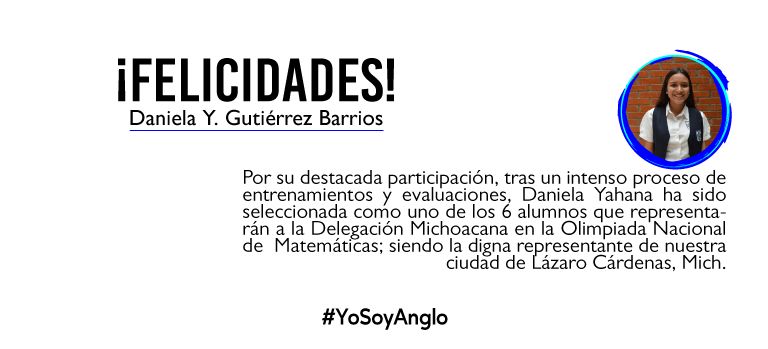 ¡FELICIDADES!
Daniela Y. Gutiérrez Barrios
Por su destacada participación, tras un intenso proceso de
entrenamientos y evaluaciones, Daniela Yahana ha sido
seleccionada como uno de los 6 alumnos que representa-
rán a la Delegación Michoacana en la Olimpiada Nacional
de Matemáticas; siendo la digna representante de nuestra
ciudad de Lázaro Cárdenas, Mich.
#YoSoyAnglo